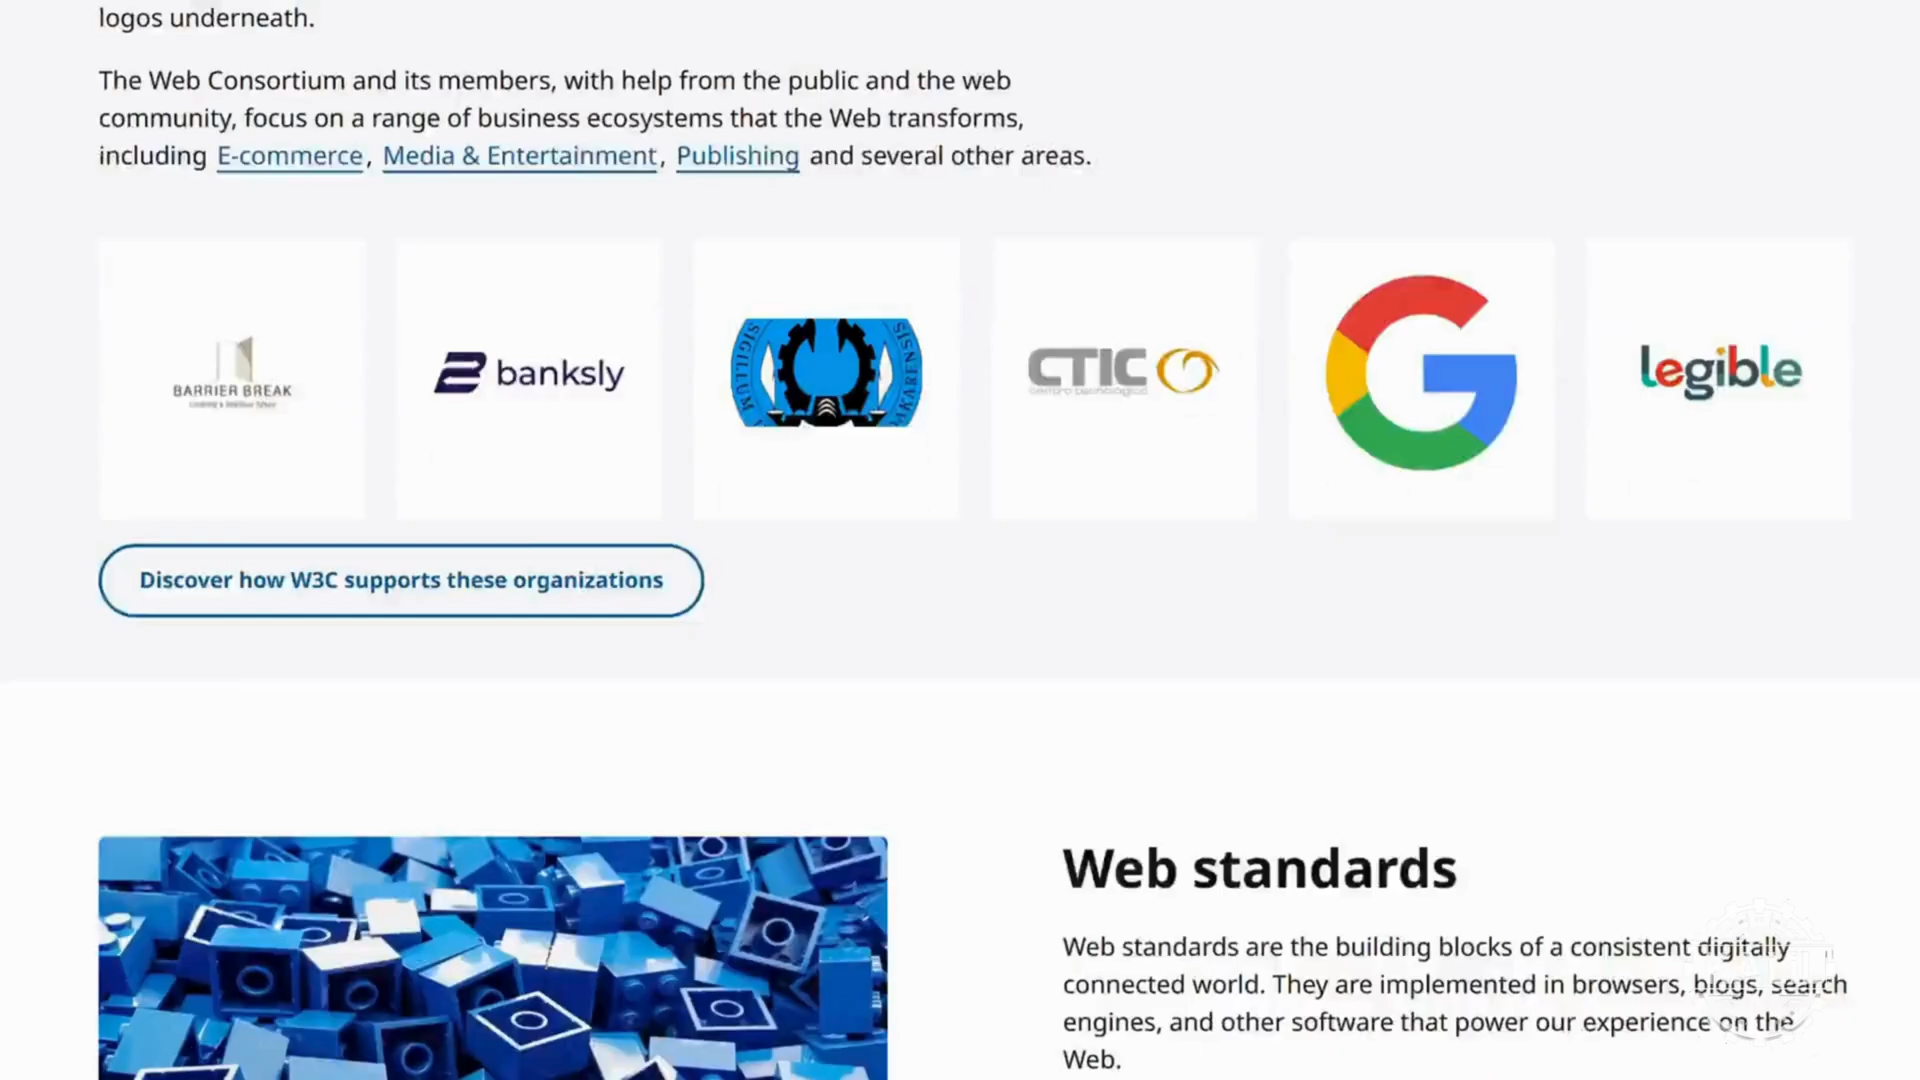 logos underneath.
The Web Consortium and its members, with help from the public and the web
community, focus on a range of business ecosystems that the Web transforms,
including E-commerce, Media & Entertainment, Publishing and several other areas.
BARRIER BREAK
banksly
SIGILLUM
DAKARENSIS
CTIC
centro tecnológico
G
legible
Discover how W3C supports these organizations
Web standards
Web standards are the building blocks of a consistent digitally
connected world. They are implemented in browsers, blogs, search
engines, and other software that power our experience on the
Web.